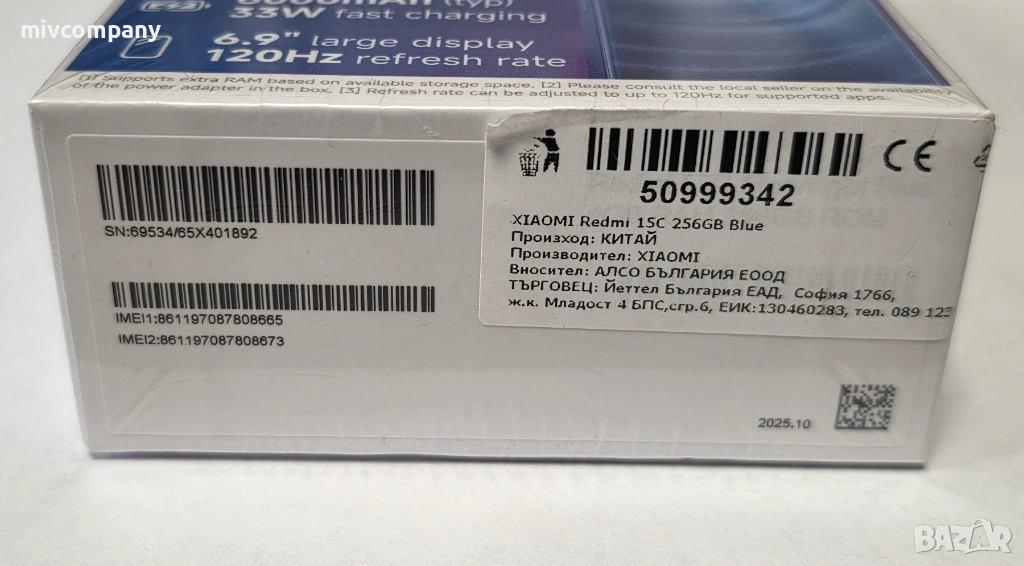 mivcompany
6000mAh (typ)
33W fast charging
6.9" large display
120Hz refresh rate
[1] Supports extra RAM based on available storage space. [2] Please consult the local seller on the availability
of the power adapter in the box. [3] Refresh rate can be adjusted to up to 120Hz for supported apps.
SN:69534/65X401892
IMEI1:861197087808665
IMEI2:861197087808673
CE
50999342
XIAOMI Redmi 15C 256GB Blue
Произход: КИТАЙ
Производител: XIAOMI
Вносител: АЛСО БЪЛГАРИЯ ЕООД
ТЪРГОВЕЦ: Йеттел България ЕАД, София 1766,
ж.к. Младост 4 БПС,сгр.6, ЕИК:130460283, тел. 089 123
2025.10
BAZAR